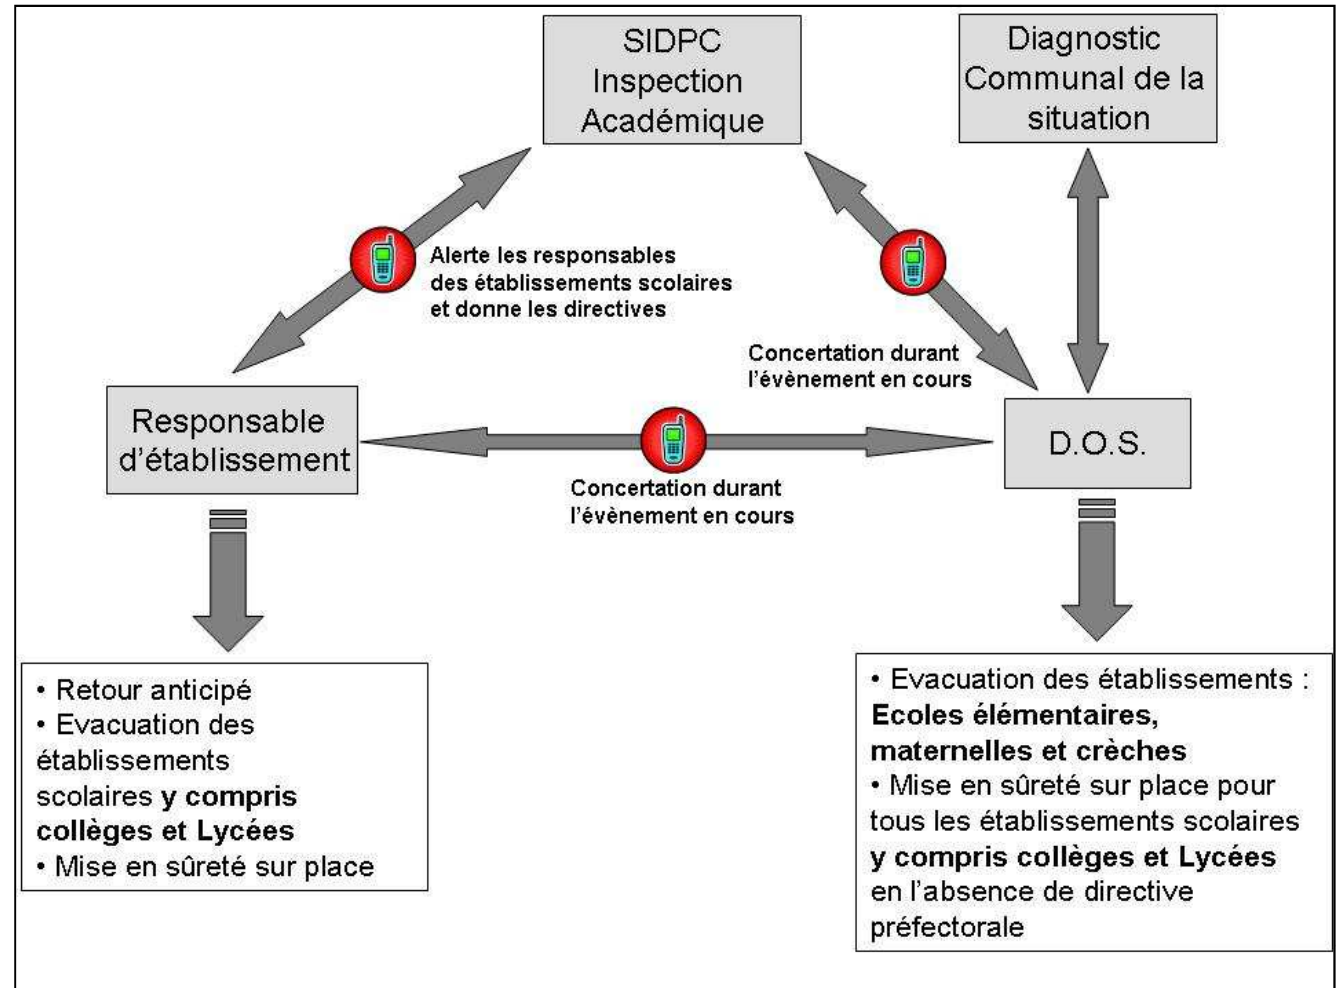 SIDPC
Inspection
Académique
Diagnostic
Communal de la
situation
Alerte les responsables
des établissements scolaires
et donne les directives
Concertation durant
l'évènement en cours
Responsable
d'établissement
D.O.S.
Concertation durant
l'évènement en cours
• Retour anticipé
• Evacuation des
établissements
scolaires y compris
collèges et Lycées
• Mise en sûreté sur place
• Evacuation des établissements :
Ecoles élémentaires,
maternelles et crèches
• Mise en sûreté sur place pour
tous les établissements scolaires
y compris collèges et Lycées
en l'absence de directive
préfectorale